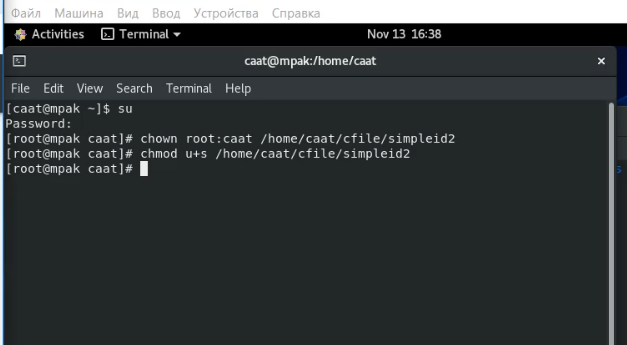 Файл Машина Вид Ввод Устройства Справка
Activities Terminal Nov 13 16:38
caat@mpak:/home/caat ×
File Edit View Search Terminal Help
[caat@mpak ~]$ su
Password:
[root@mpak caat]# chown root:caat /home/caat/cfile/simpleid2
[root@mpak caat]# chmod u+s /home/caat/cfile/simpleid2
[root@mpak caat]#